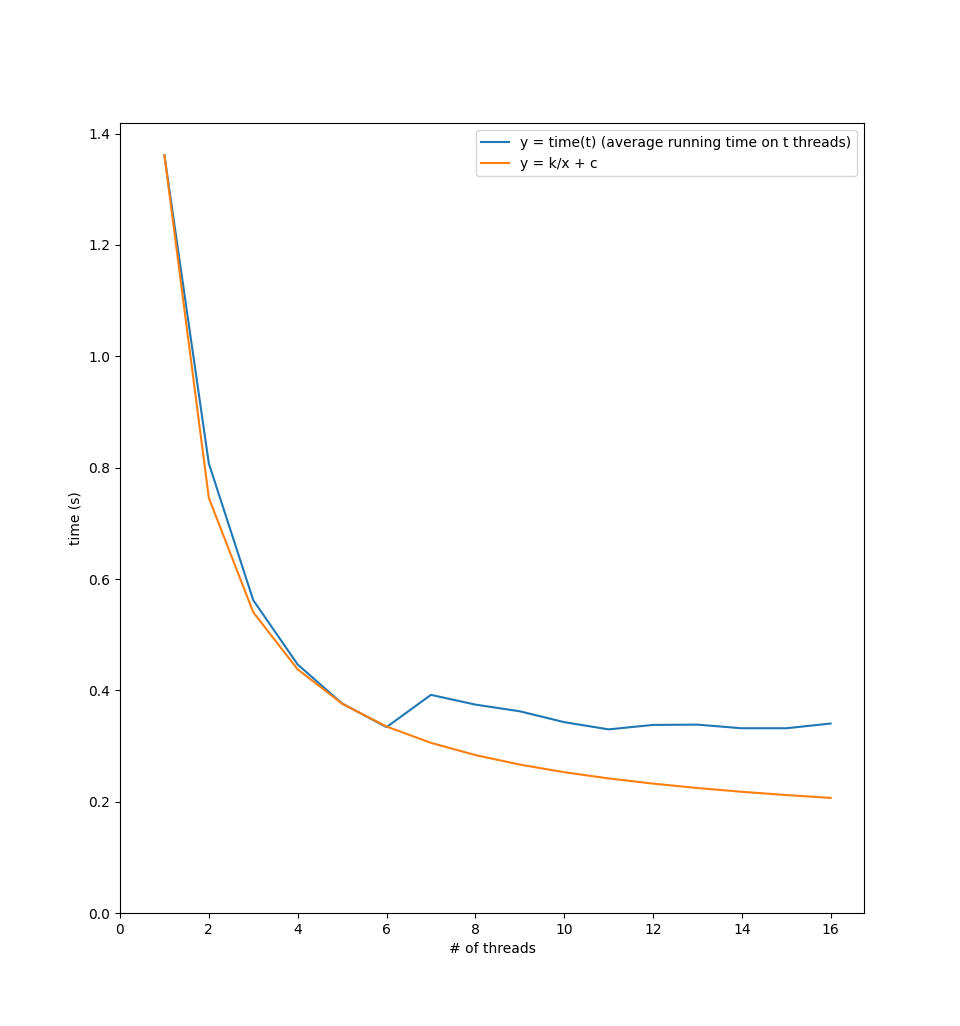 y = time(t) (average running time on t threads)
y = k/x + c
1.4
1.2
1.0
0.8
0.6
0.4
0.2
0.0
time (s)
0 2 4 6 8 10 12 14 16
# of threads